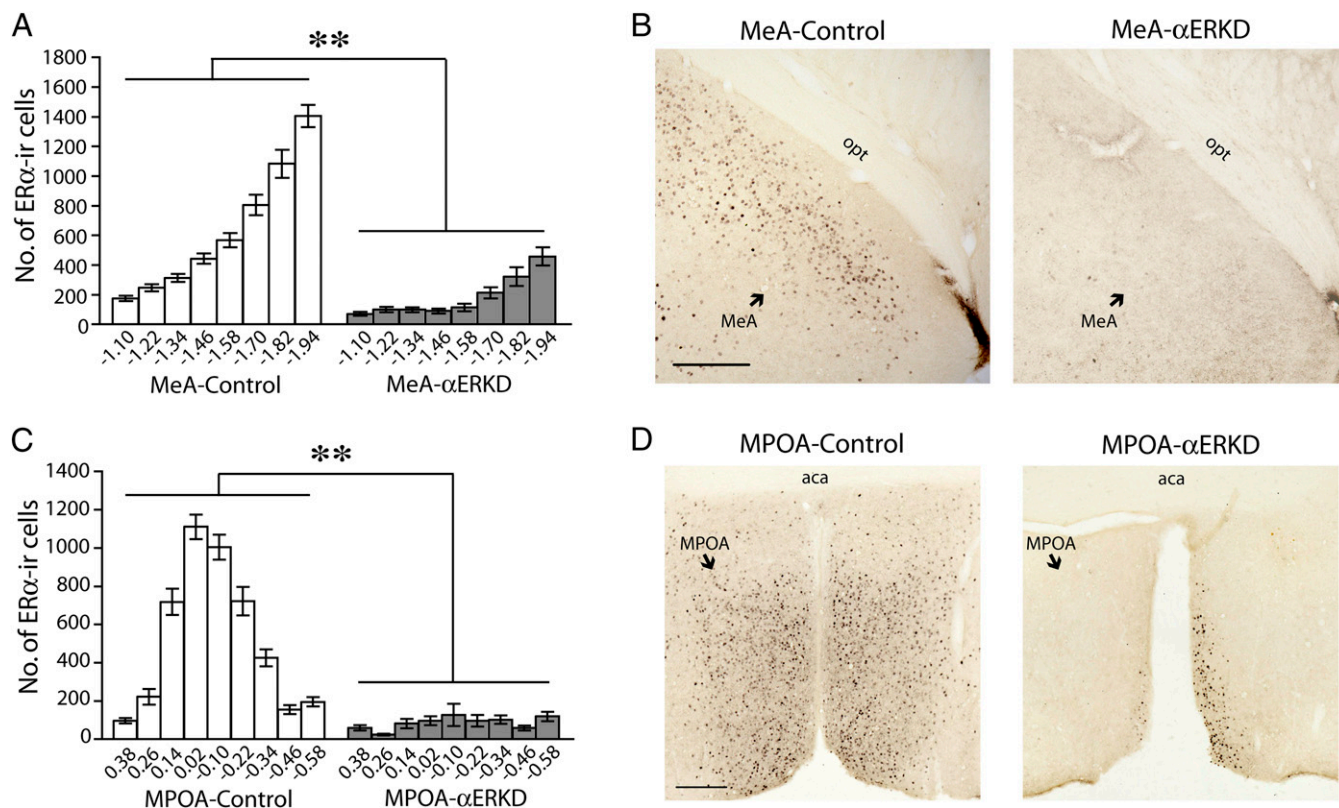 A
**
No. of ERα-ir cells
1800
1600
1400
1200
1000
800
600
400
200
0
-1.10
-1.22
-1.34
-1.46
-1.58
-1.70
-1.82
-1.94
MeA-Control
-1.10
-1.22
-1.34
-1.46
-1.58
-1.70
-1.82
-1.94
MeA-αERKD
B
MeA-Control
opt
MeA
MeA-αERKD
opt
MeA
C
**
No. of ERα-ir cells
1400
1200
1000
800
600
400
200
0
0.38
0.26
0.14
0.02
-0.10
-0.22
-0.34
-0.46
-0.58
MPOA-Control
0.38
0.26
0.14
0.02
-0.10
-0.22
-0.34
-0.46
-0.58
MPOA-αERKD
D
MPOA-Control
aca
MPOA
MPOA-αERKD
aca
MPOA